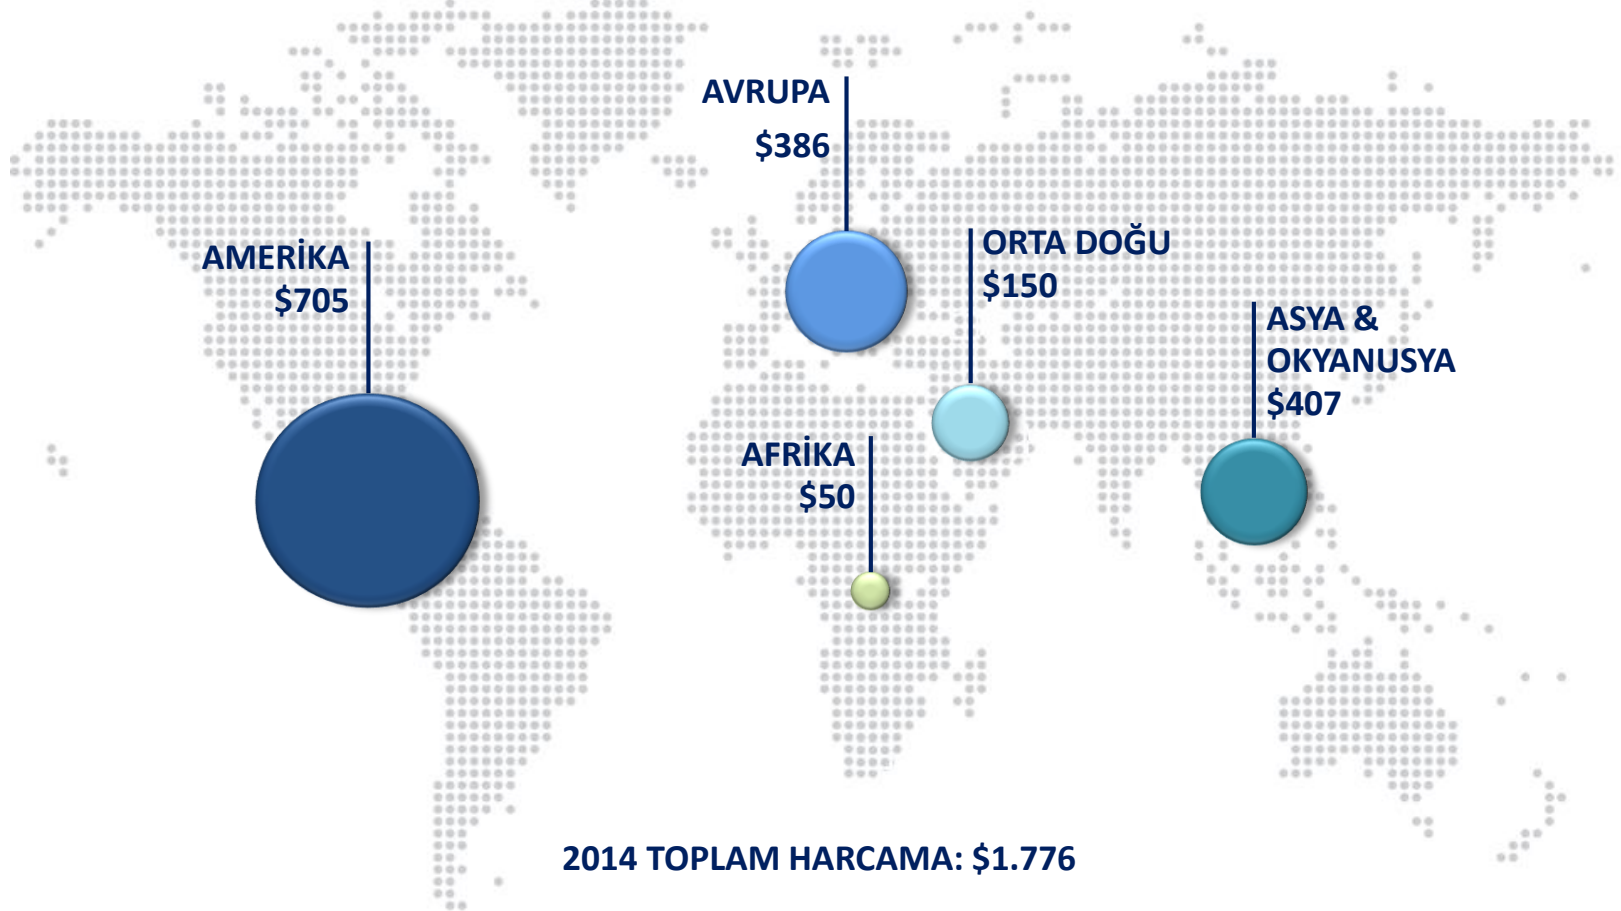 AVRUPA
$386
AMERİKA
$705
ORTA DOĞU
$150
ASYA &
OKYANUSYA
$407
AFRİKA
$50
2014 TOPLAM HARCAMA: $1.776